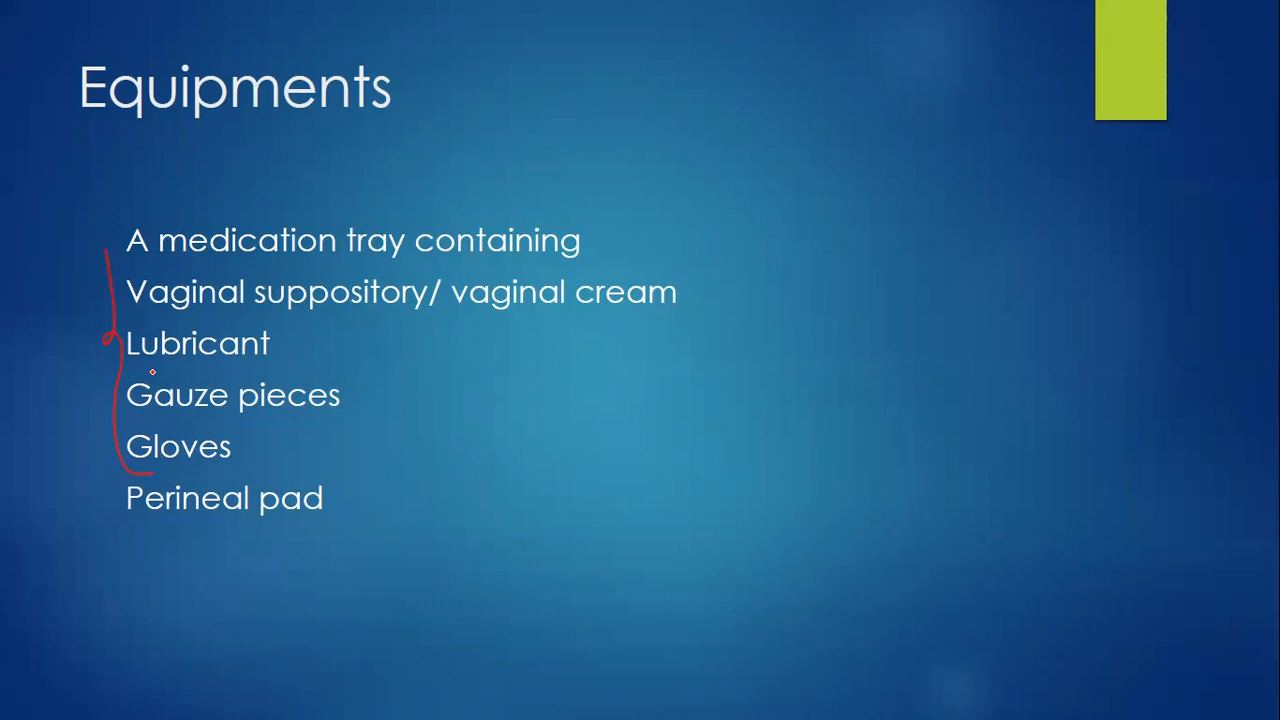 Equipments
A medication tray containing
Vaginal suppository/ vaginal cream
Lubricant
Gauze pieces
Gloves
Perineal pad